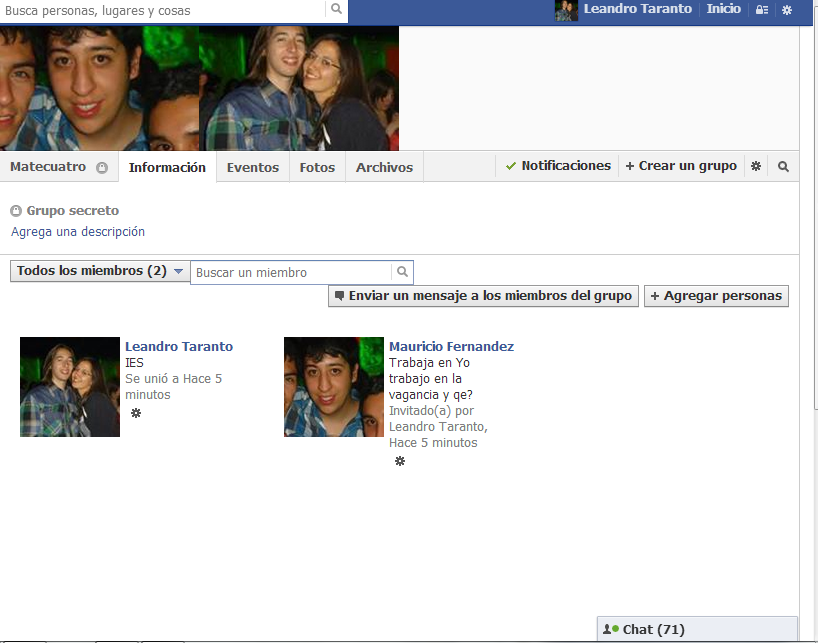 Busca personas, lugares y cosas
Leandro Taranto Inicio
Matecuatro Información Eventos Fotos Archivos Notificaciones + Crear un grupo
Grupo secreto
Agrega una descripción
Todos los miembros (2) Buscar un miembro
Enviar un mensaje a los miembros del grupo + Agregar personas
Leandro Taranto
IES
Se unió a Hace 5
minutos
Mauricio Fernandez
Trabaja en Yo
trabajo en la
vagancia y qe?
Invitado(a) por
Leandro Taranto,
Hace 5 minutos
Chat (71)